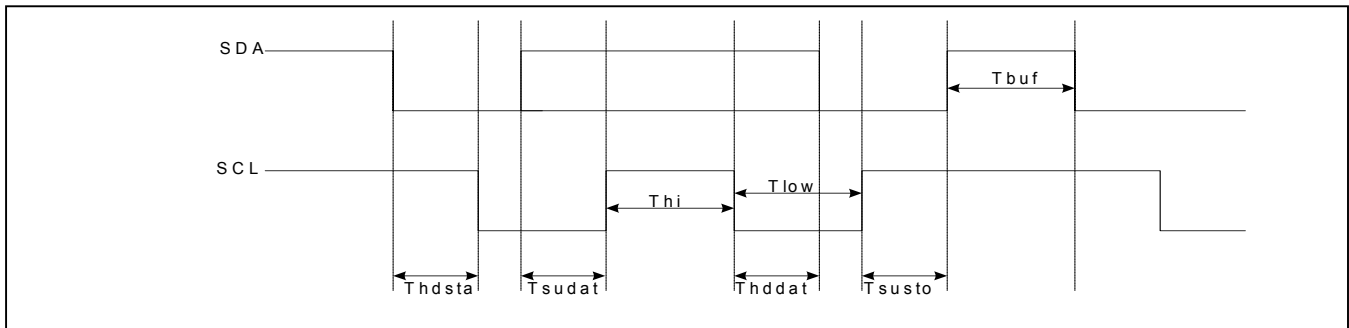 SDA
Tbuf
SCL
Thi
Tlow
Thdsta
Tsudat
Thddat
Tsusto